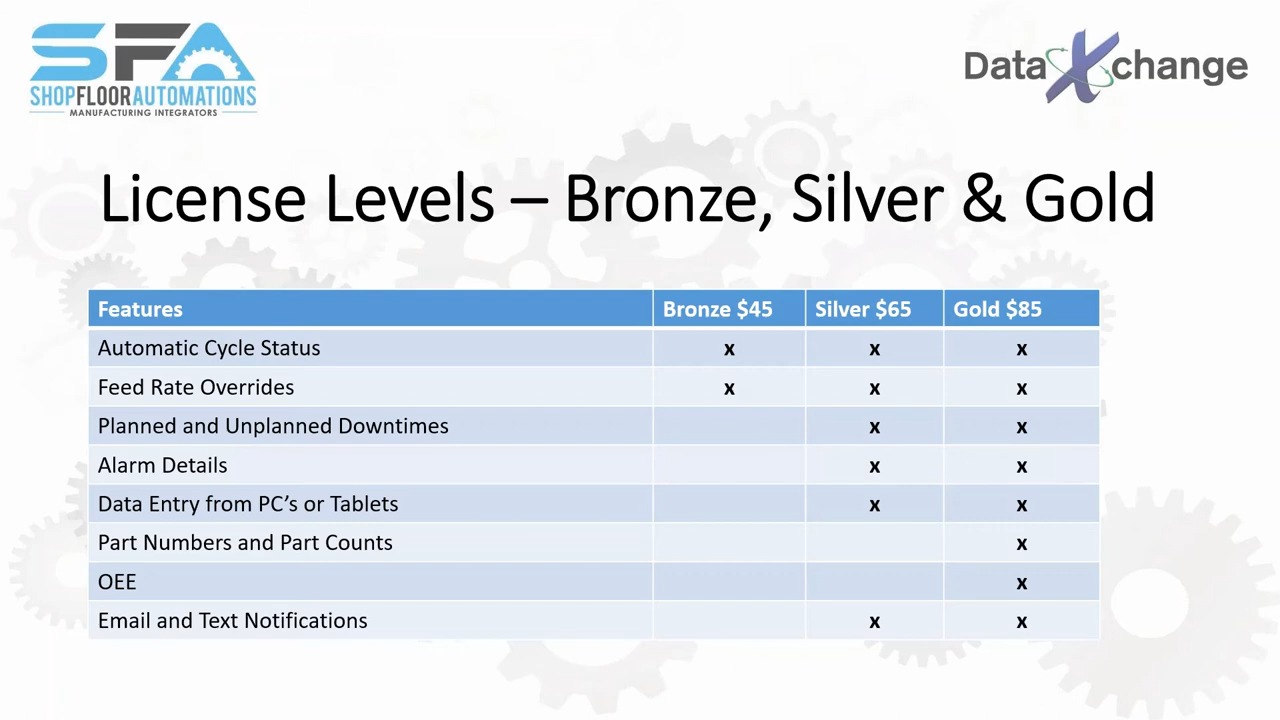 SFA
SHOPFLOORAUTOMATIONS
MANUFACTURING INTEGRATORS
DataXchange
License Levels – Bronze, Silver & Gold
Features Bronze $45 Silver $65 Gold $85
Automatic Cycle Status x x x
Feed Rate Overrides x x x
Planned and Unplanned Downtimes x x
Alarm Details x x
Data Entry from PC’s or Tablets x x
Part Numbers and Part Counts x
OEE x
Email and Text Notifications x x